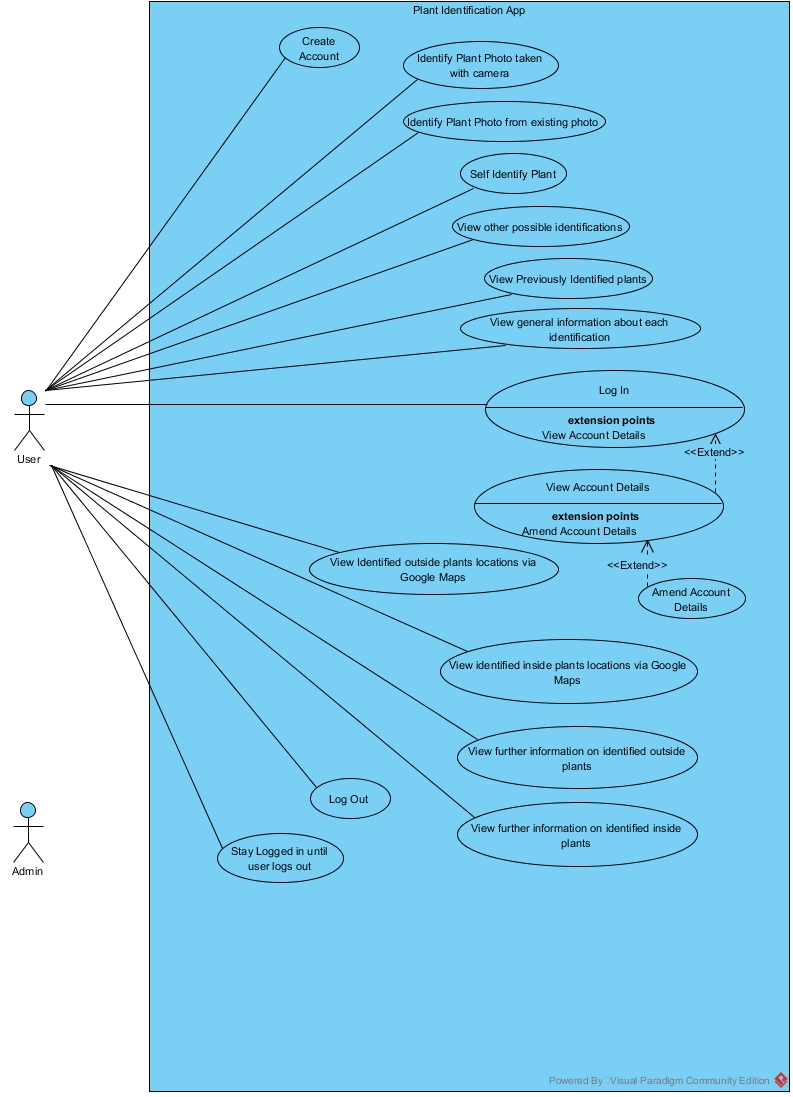 Plant Identification App
Create
Account
Identify Plant Photo taken
with camera
Identify Plant Photo from existing photo
Self Identify Plant
View other possible identifications
View Previously Identified plants
View general information about each
identification
Log In
extension points
View Account Details
<<Extend>>
User
View Account Details
extension points
Amend Account Details
<<Extend>>
View Identified outside plants locations via
Google Maps
Amend Account
Details
View identified inside plants locations via Google
Maps
View further information on identified outside
plants
Log Out
View further information on identified inside
plants
Stay Logged in until
user logs out
Admin
Powered By Visual Paradigm Community Edition